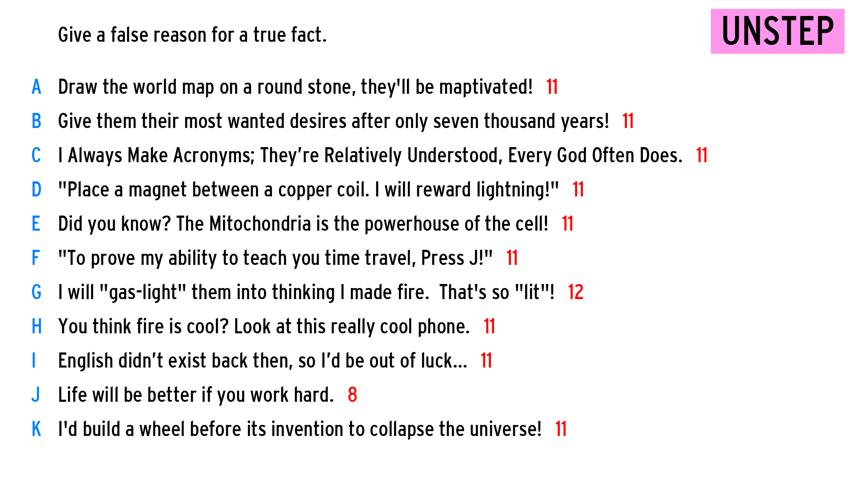 Give a false reason for a true fact.
UNSTEP
A Draw the world map on a round stone, they'll be maptivated! 11
B Give them their most wanted desires after only seven thousand years! 11
C I Always Make Acronyms; They’re Relatively Understood, Every God Often Does. 11
D "Place a magnet between a copper coil. I will reward lightning!" 11
E Did you know? The Mitochondria is the powerhouse of the cell! 11
F "To prove my ability to teach you time travel, Press J!" 11
G I will "gas-light" them into thinking I made fire. That's so "lit"! 12
H You think fire is cool? Look at this really cool phone. 11
I English didn’t exist back then, so I’d be out of luck... 11
J Life will be better if you work hard. 8
K I'd build a wheel before its invention to collapse the universe! 11